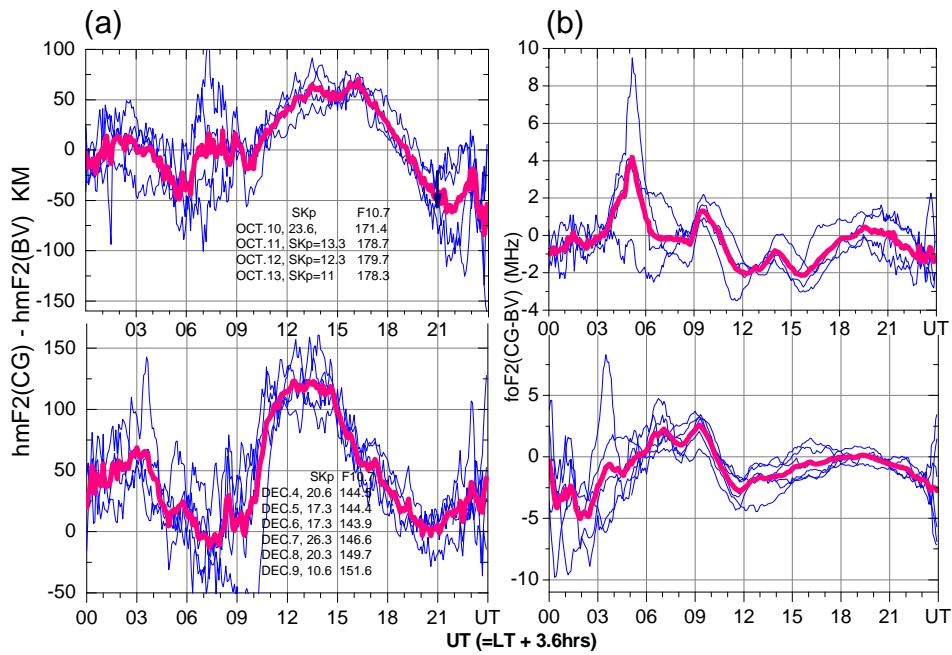 (a)
(b)
hmF2(CG) - hmF2(BV) KM
100
50
0
-50
-100
-150
SKp F10.7
OCT.10, 23.6, 171.4
OCT.11, SKp=13.3 178.7
OCT.12, SKp=12.3 179.7
OCT.13, SKp=11 178.3
03 06 09 12 15 18 21 UT
150
100
50
0
-50
SKp F10.7
DEC.4, 20.6 144.5
DEC.5, 17.3 144.4
DEC.6, 17.3 143.9
DEC.7, 26.3 146.6
DEC.8, 20.3 149.7
DEC.9, 10.6 151.6
00 03 06 09 12 15 18 21 UT
foF2(CG-BV) (MHz)
10
8
6
4
2
0
-2
-4
00 03 06 09 12 15 18 21 UT
5
0
-5
-10
00 03 06 09 12 15 18 21 UT
UT (=LT + 3.6hrs)